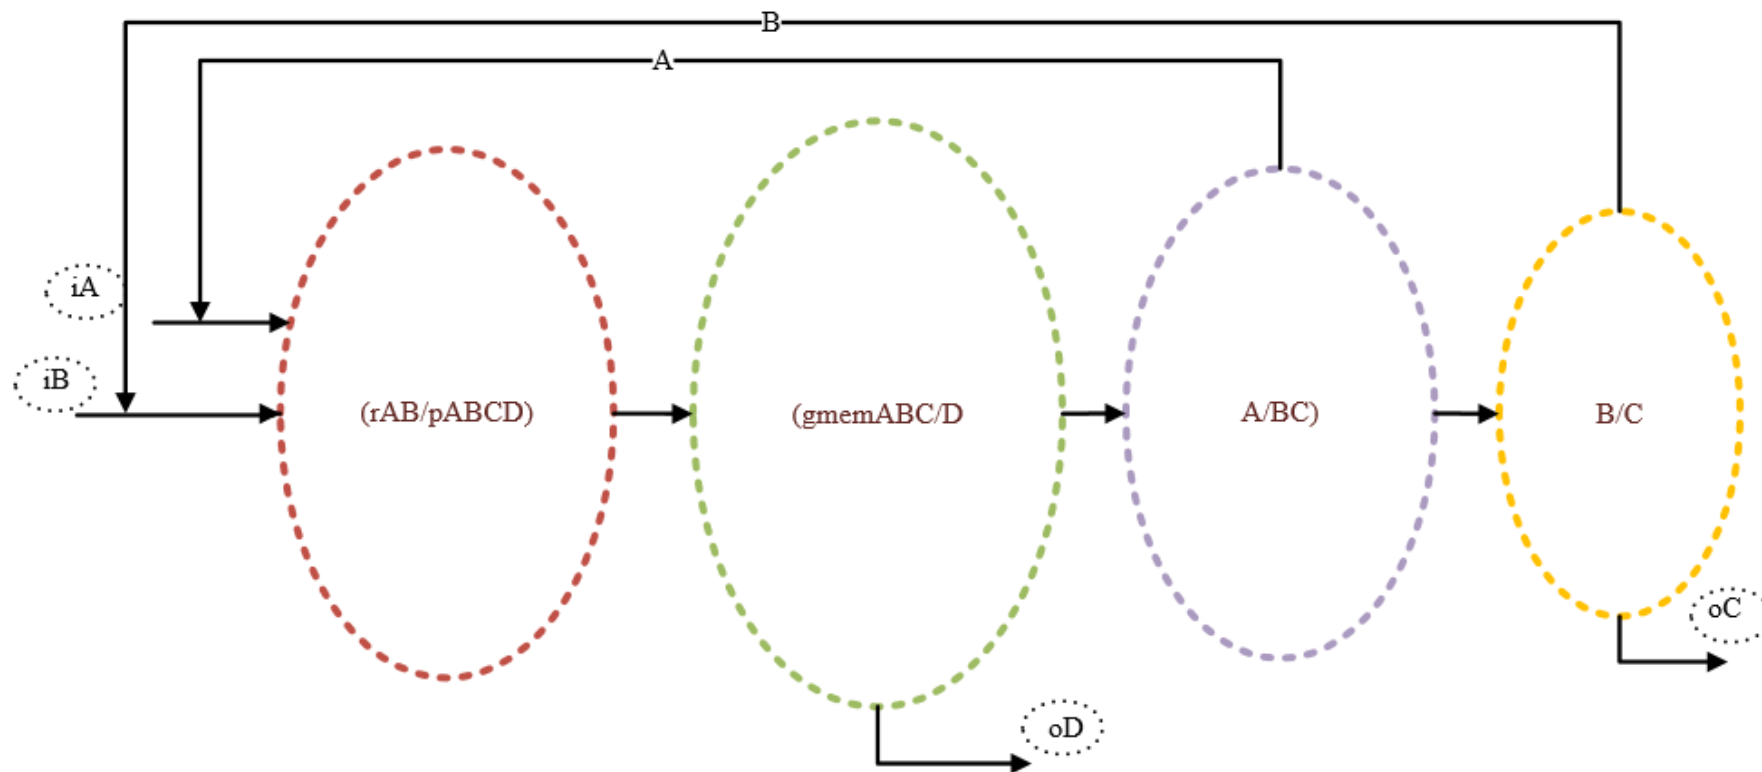 B
A
iA
iB
(rAB/pABCD)
(gmemABC/D
A/BC)
B/C
oC
oD